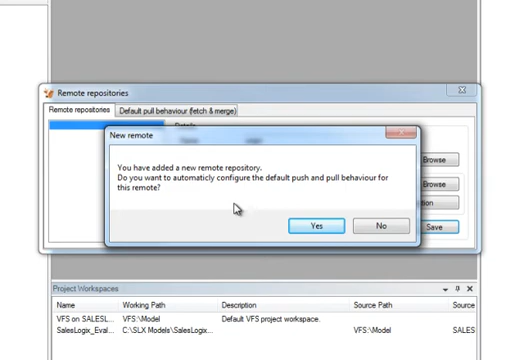 Remote repositories
Remote repositories
Default pull behaviour (fetch & merge)
Details
New remote
You have added a new remote repository.
Do you want to automaticly configure the default push and pull behaviour for
this remote?
Browse
Browse
Save
Yes
No
Project Workspaces
Name Working Path Description Source Path Source
VFS on SALESL... VFS:\Model Default VFS project workspace.
SalesLogix_Eval... C:\SLX Models\SalesLogix... VFS:\Model SALES